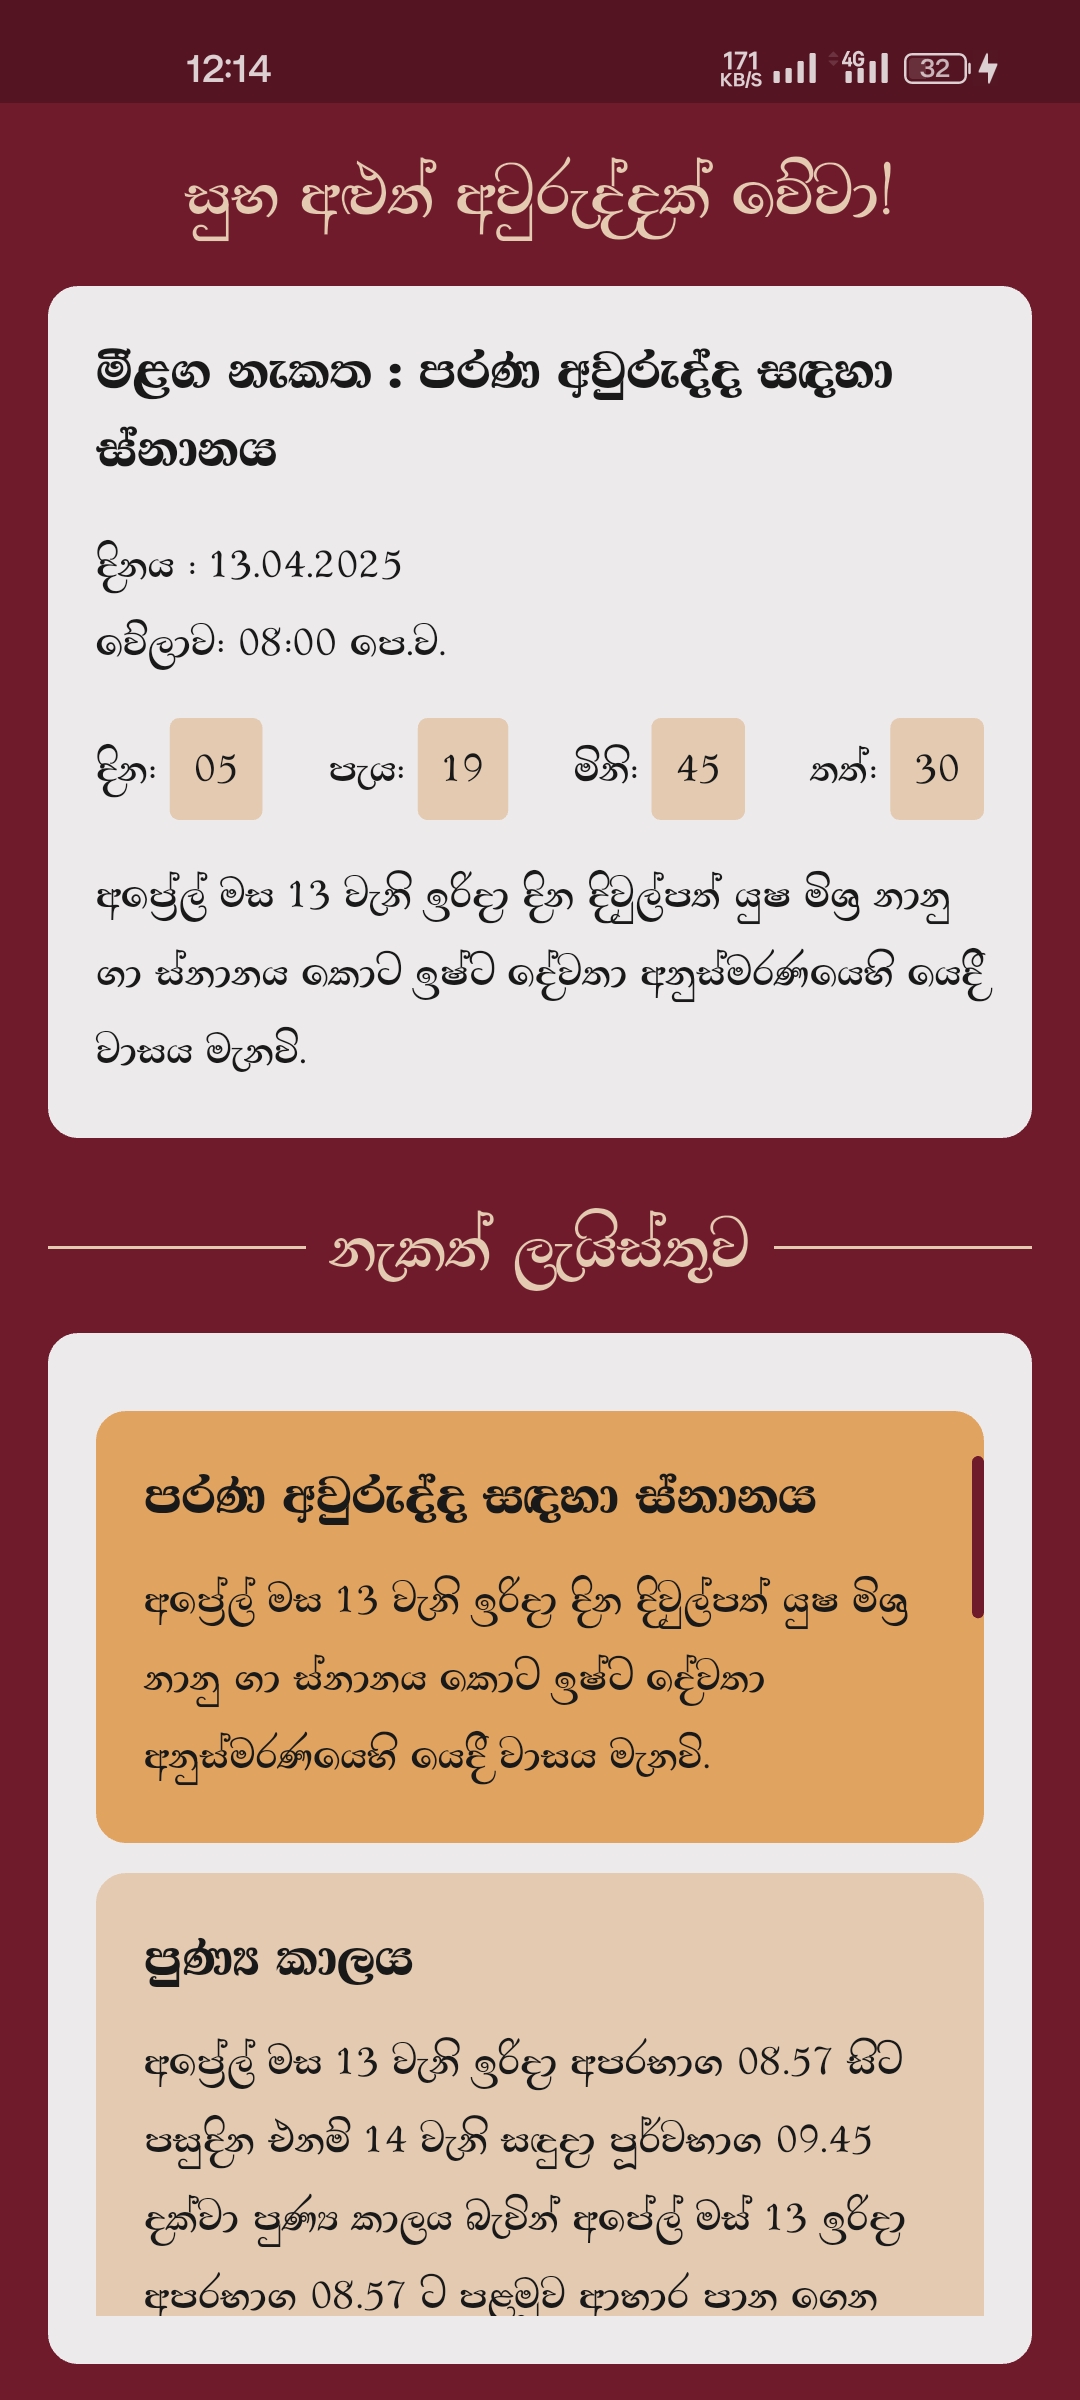 12:14
171 KB/S 4G 32
සුභ අළුත් අවුරුද්දක් වේවා!
මීළග නැකත : පරණ අවුරුද්ද සඳහා
ස්නානය
දිනය : 13.04.2025
වේලාව: 08:00 පෙ.ව.
දින: 05 පැය: 19 මිනි: 45 තත්: 30
අප්‍රේල් මස 13 වැනි ඉරිදා දින දිවුල්පත් යුෂ මිශ්‍ර නානු
ගා ස්නානය කොට ඉෂ්ට දේවතා අනුස්මරණයෙහි යෙදී
වාසය මැනවි.
නැකත් ලැයිස්තුව
පරණ අවුරුද්ද සඳහා ස්නානය
අප්‍රේල් මස 13 වැනි ඉරිදා දින දිවුල්පත් යුෂ මිශ්‍ර
නානු ගා ස්නානය කොට ඉෂ්ට දේවතා
අනුස්මරණයෙහි යෙදී වාසය මැනවි.
පුණ්‍ය කාලය
අප්‍රේල් මස 13 වැනි ඉරිදා අපරභාග 08.57 සිට
පසුදින එනම් 14 වැනි සඳුදා පූර්වභාග 09.45
දක්වා පුණ්‍ය කාලය බැවින් අපේල් මස් 13 ඉරිදා
අපරභාග 08.57 ට පළමුව ආහාර පාන ගෙන